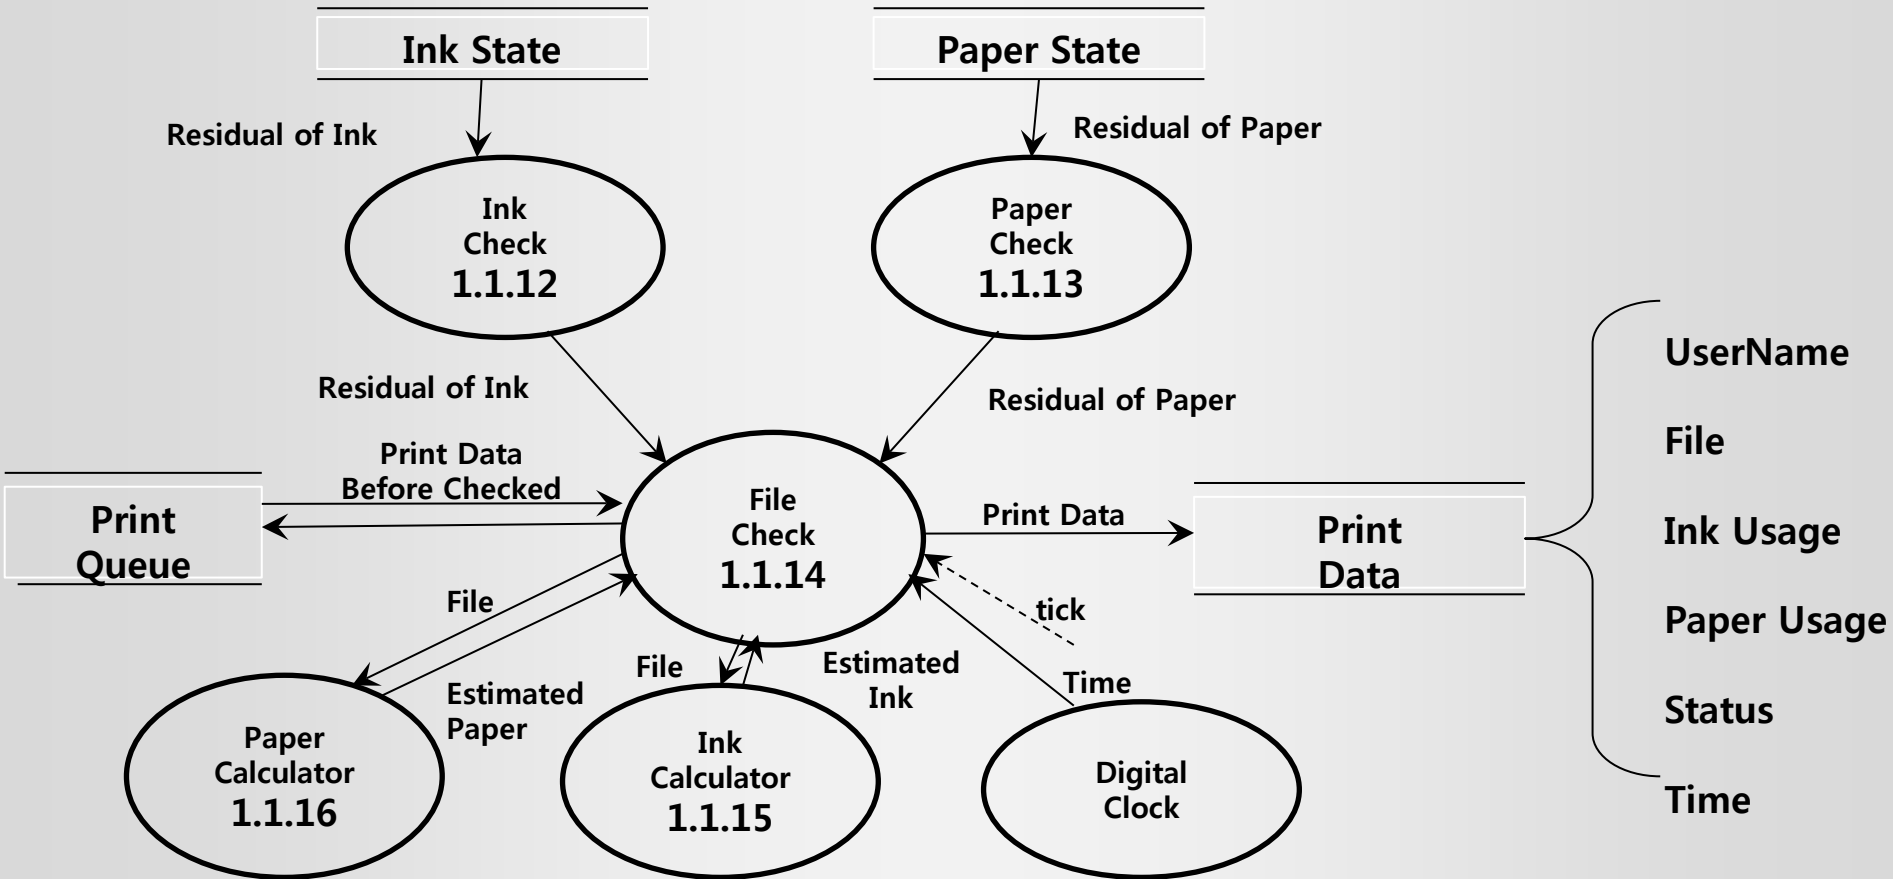 Ink State
Paper State
Residual of Ink
Residual of Paper
Ink
Check
1.1.12
Paper
Check
1.1.13
Residual of Ink
Residual of Paper
Print Data
Before Checked
Print
Queue
File
Check
1.1.14
Print Data
Print
Data
UserName
File
Ink Usage
Paper Usage
Status
Time
File
Estimated
Paper
File
Estimated
Ink
tick
Time
Paper
Calculator
1.1.16
Ink
Calculator
1.1.15
Digital
Clock